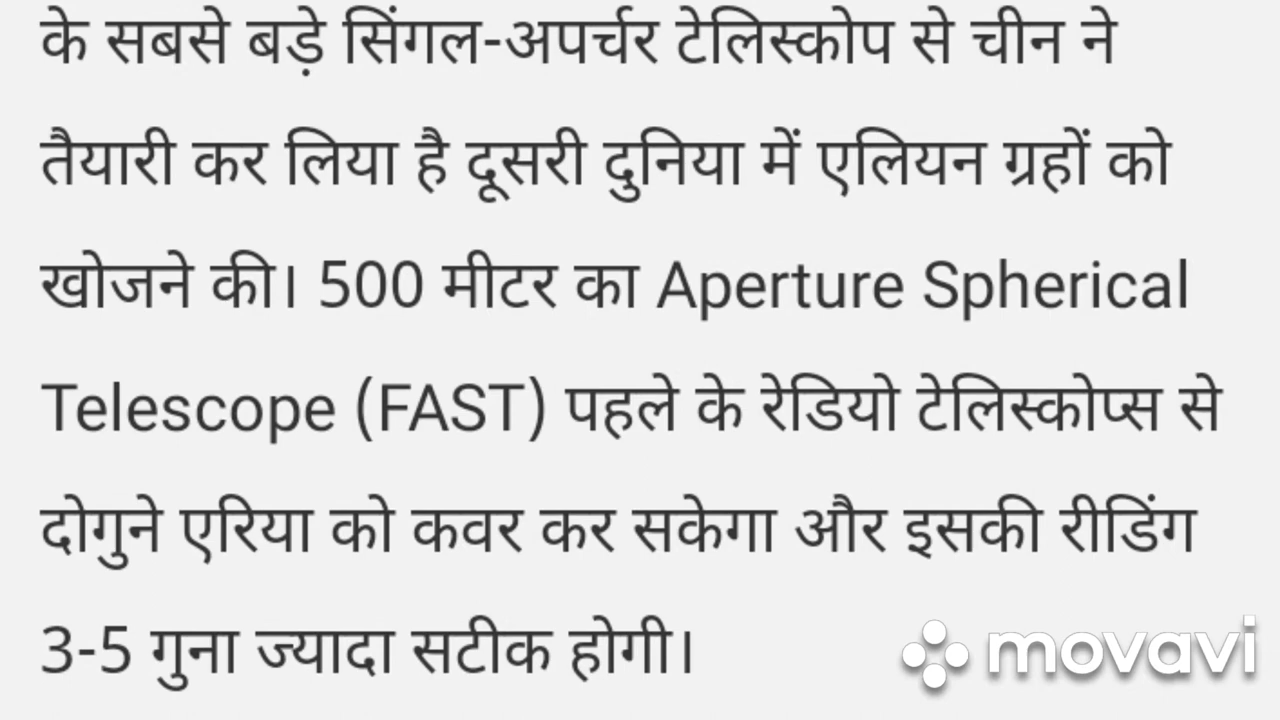 के सबसे बड़े सिंगल-अपर्चर टेलिस्कोप से चीन ने
तैयारी कर लिया है दूसरी दुनिया में एलियन ग्रहों को
खोजने की। 500 मीटर का Aperture Spherical
Telescope (FAST) पहले के रेडियो टेलिस्कोप्स से
दोगुने एरिया को कवर कर सकेगा और इसकी रीडिंग
3-5 गुना ज्यादा सटीक होगी।
movavi